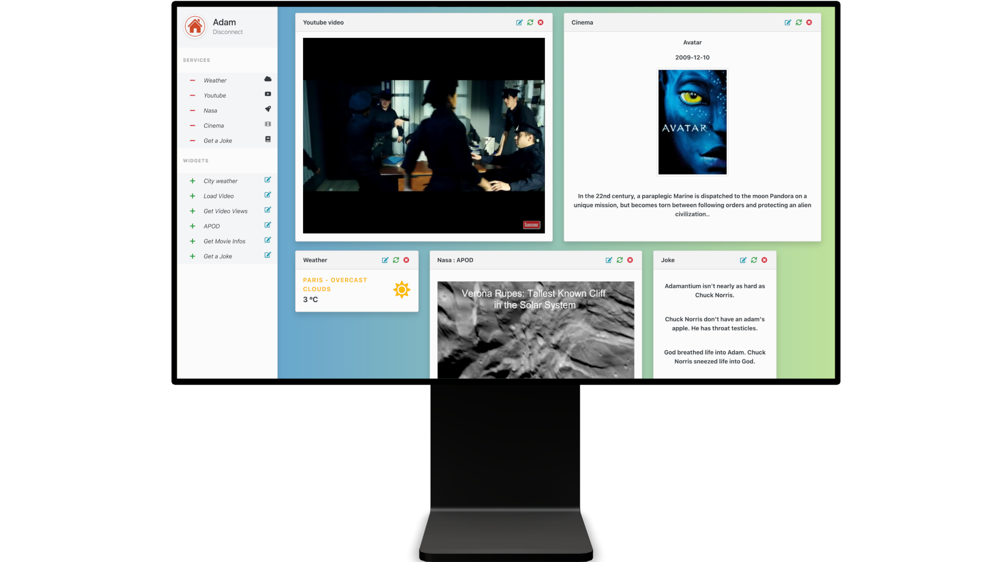 Adam
Disconnect
SERVICES
Weather
Youtube
Nasa
Cinema
Get a Joke
WIDGETS
City weather
Load Video
Get Video Views
APOD
Get Movie Infos
Get a Joke
Youtube video
SUBSCRIBE
Cinema
Avatar
2009-12-10
AVATAR
In the 22nd century, a paraplegic Marine is dispatched to the moon Pandora on a
unique mission, but becomes torn between following orders and protecting an alien
civilization..
Weather
PARIS - OVERCAST
CLOUDS
3 °C
Nasa : APOD
Verona Rupes: Tallest Known Cliff
in the Solar System
Joke
Adamantium isn't nearly as hard as
Chuck Norris.
Chuck Norris don't have an adam's
apple. He has throat testicles.
God breathed life into Adam. Chuck
Norris sneezed life into God.